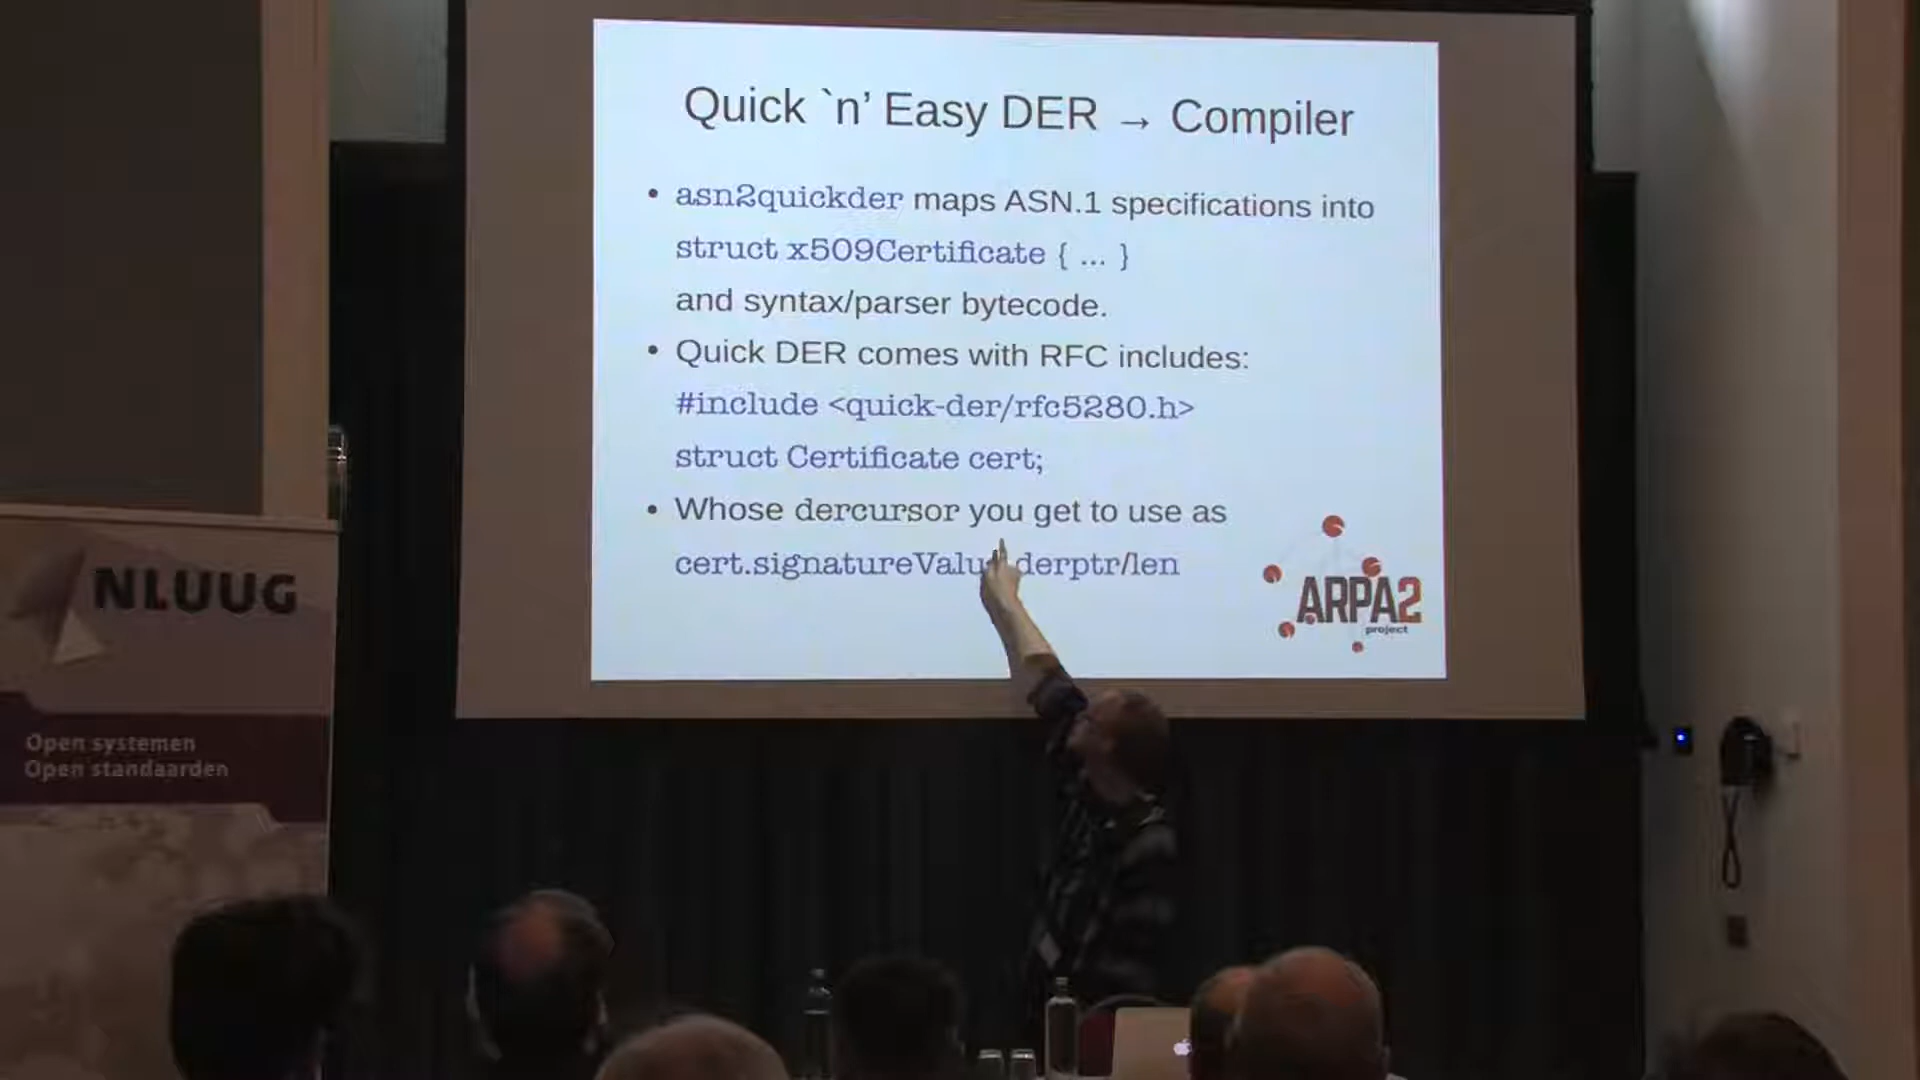 Quick `n’ Easy DER → Compiler
• asn2quickder maps ASN.1 specifications into
struct x509Certificate { ... }
and syntax/parser bytecode.
• Quick DER comes with RFC includes:
#include <quick-der/rfc5280.h>
struct Certificate cert;
• Whose dercursor you get to use as
cert.signatureValu derptr/len
ARPA2
project
NLUUG
Open systemen
Open standaarden